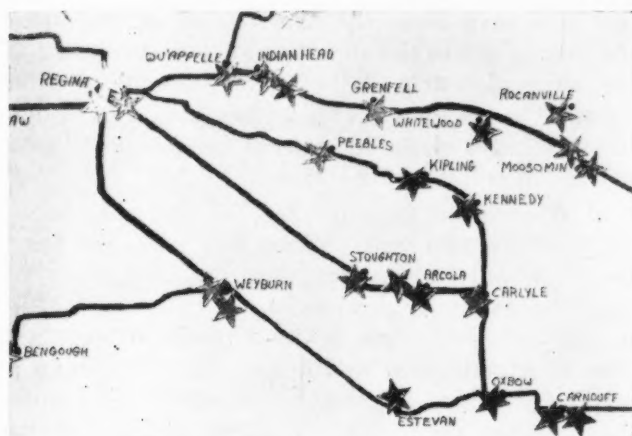 QU'APPELLE
INDIAN HEAD
REGINA
E
GRENFELL
ROCANVILLE
AW
WHITEWOOD
PEEBLES
MOOSOMIN
KIPLING
KENNEDY
STOUGHTON
ARCOLA
WEYBURN
CARLYLE
BENGOUGH
OXBOW
CARNDUFF
ESTEVAN